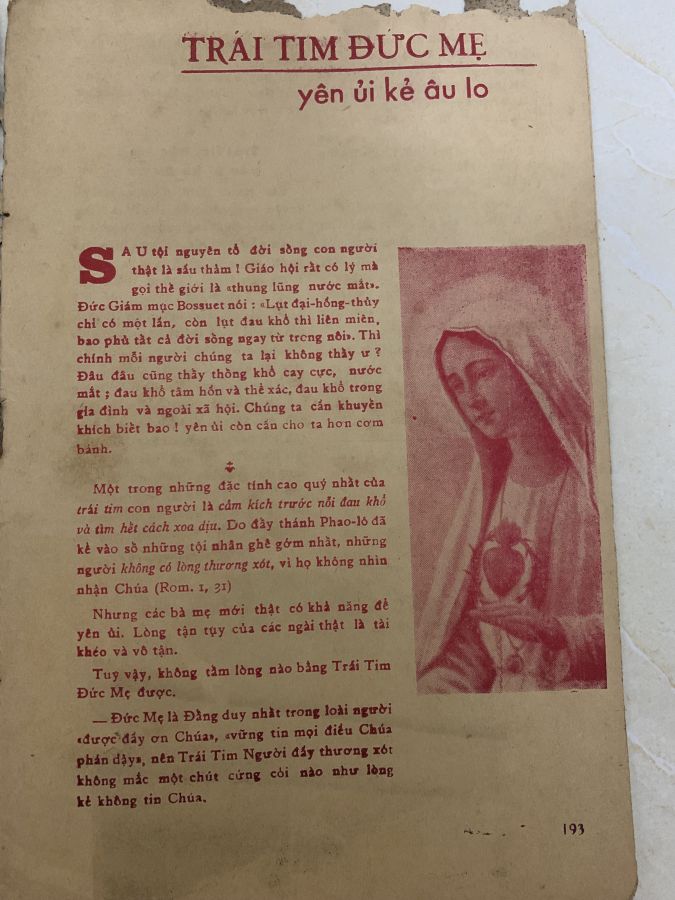 TRÁI TIM ĐỨC MẸ
yên ủi kẻ âu lo
SAU tội nguyên tổ đời sống con người
thật là sầu thảm ! Giáo hội rất có lý mà
gọi thế giới là «thung lũng nước mắt».
Đức Giám mục Bossuet nói : «Lụt đại-hồng-thủy
chỉ có một lần, còn lụt đau khổ thì liên miên,
bao phủ tất cả đời sống ngay từ trong nôi». Thì
chính mỗi người chúng ta lại không thấy ư ?
Đâu đâu cũng thấy thống khổ cay cực, nước
mắt ; đau khổ tâm hồn và thể xác, đau khổ trong
gia đình và ngoài xã hội. Chúng ta cần khuyến
khích biết bao ! yên ủi còn cần cho ta hơn cơm
bánh.
Một trong những đặc tính cao quý nhất của
trái tim con người là cảm kích trước nỗi đau khổ
và tìm hết cách xoa dịu. Do đấy thánh Phao-lô đã
kể vào số những tội nhân ghê gớm nhất, những
người không có lòng thương xót, vì họ không nhìn
nhận Chúa (Rom. 1, 31)
Nhưng các bà mẹ mới thật có khả năng để
yên ủi. Lòng tận tụy của các ngài thật là tài
khéo và vô tận.
Tuy vậy, không tấm lòng nào bằng Trái Tim
Đức Mẹ được.
— Đức Mẹ là Đấng duy nhất trong loài người
«được đầy ơn Chúa», «vững tin mọi điều Chúa
phán dậy», nên Trái Tim Người đầy thương xót
không mắc một chút cứng cỏi nào như lòng
kẻ không tin Chúa.
193